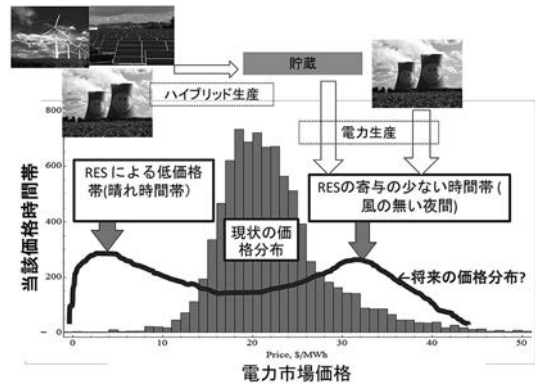 貯蔵
ハイブリッド生産
電力生産
RES による低価格
帯(晴れ時間帯）
RESの寄与の少ない時間帯 (
風の無い夜間)
現状の価
格分布
←将来の価格分布?
当該価格時間帯
800
600
400
200
0
10
20
30
40
50
Price, $/MWh
電力市場価格